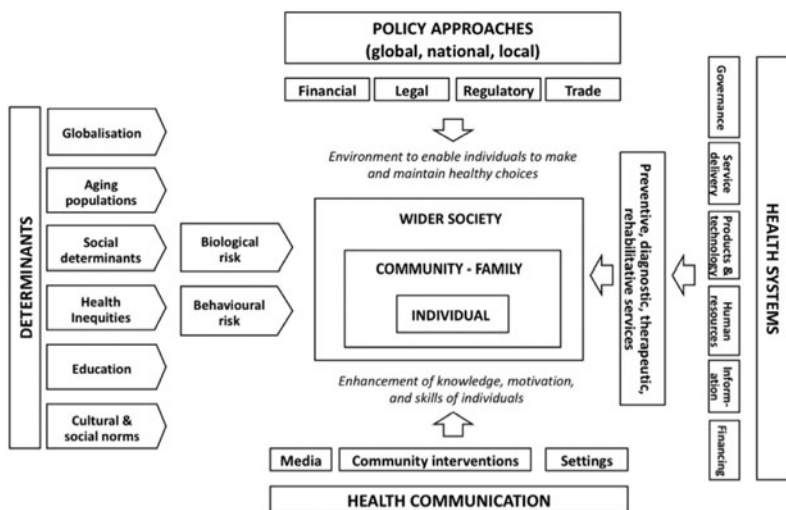 POLICY APPROACHES
(global, national, local)
Financial
Legal
Regulatory
Trade
Environment to enable individuals to make
and maintain healthy choices
DETERMINANTS
Globalisation
Aging
populations
Social
determinants
Health
Inequities
Education
Cultural &
social norms
Biological
risk
Behavioural
risk
WIDER SOCIETY
COMMUNITY - FAMILY
INDIVIDUAL
Preventive, diagnostic, therapeutic,
rehabilitative services
Governance
Service
delivery
Products &
technology
Human
resources
Inform-
ation
Financing
HEALTH SYSTEMS
Enhancement of knowledge, motivation,
and skills of individuals
Media
Community interventions
Settings
HEALTH COMMUNICATION